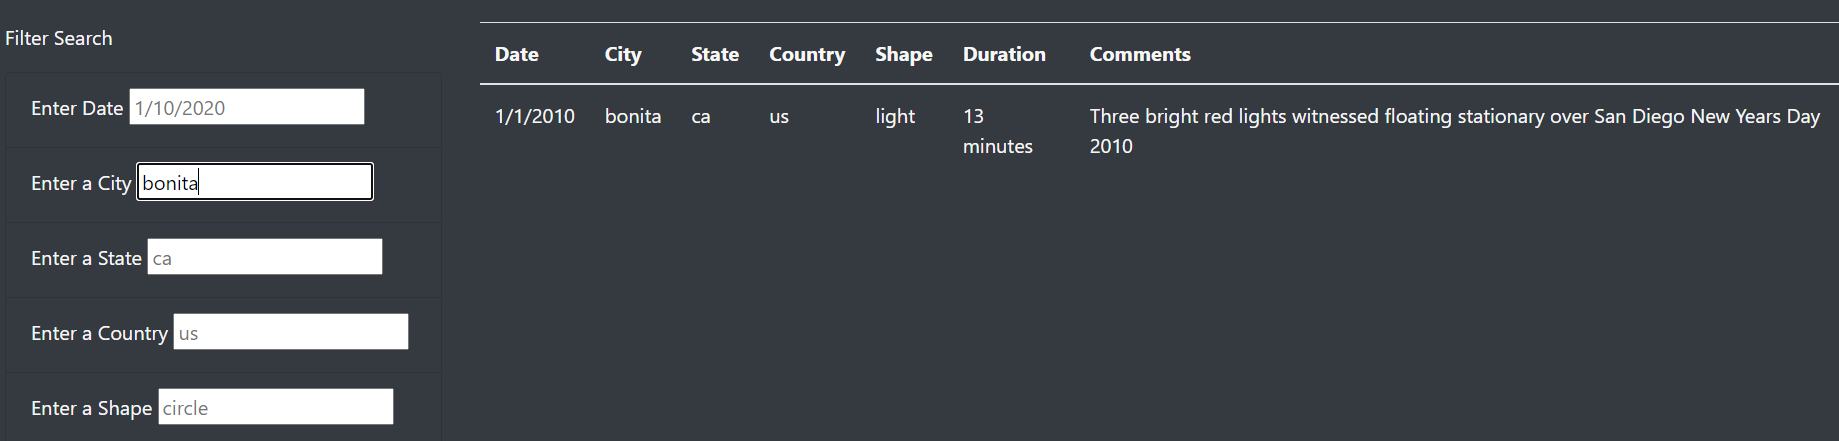 Filter Search
Enter Date 1/10/2020
Enter a City bonita
Enter a State ca
Enter a Country us
Enter a Shape circle
Date City State Country Shape Duration Comments
1/1/2010 bonita ca us light 13 Three bright red lights witnessed floating stationary over San Diego New Years Day
minutes 2010